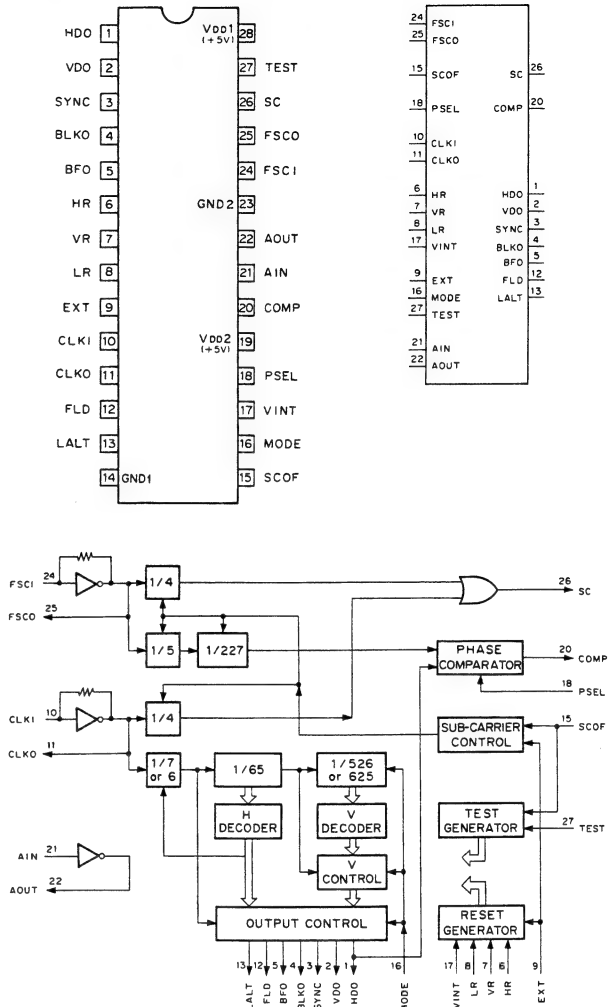 HDO 1 VDD1 (+5V) 28
VDO 2 27 TEST
SYNC 3 26 SC
BLKO 4 25 FSCO
BFO 5 24 FSCI
HR 6 GND2 23
VR 7 22 AOUT
LR 8 21 AIN
EXT 9 20 COMP
CLKI 10 VDD2 (+5V) 19
CLKO 11 18 PSEL
FLD 12 17 VINT
LALT 13 16 MODE
14 GND1 15 SCOF
24 FSCI
25 FSCO
15 SCOF SC 26
18 PSEL COMP 20
10 CLKI
11 CLKO
6 HR HDO 1
7 VR VDO 2
8 LR SYNC 3
17 VINT BLKO 4
BFO 5
9 EXT FLD 12
16 MODE LALT 13
27 TEST
21 AIN
22 AOUT
FSCI 24
1/4
26 SC
FSCO 25
1/5
1/227
PHASE
COMPARATOR
20 COMP
18 PSEL
CLKI 10
1/4
SUB-CARRIER
CONTROL
15 SCOF
CLKO 11
1/7
or 6
1/65
1/526
or 625
H
DECODER
V
DECODER
TEST
GENERATOR
27 TEST
AIN 21
AOUT 22
V
CONTROL
OUTPUT CONTROL
RESET
GENERATOR
13 12 5 4 3 2 1 16 17 8 7 6 9
LALT FLD BFO BLKO SYNC VDO HDO MODE VINT LR VR HR EXT